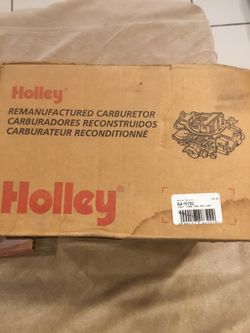 Holley®
REMANUFACTURED CARBURETOR
CARBURADORES RECONSTRUIDOS
CARBURATEUR RECONDITIONNÉ
Holley®